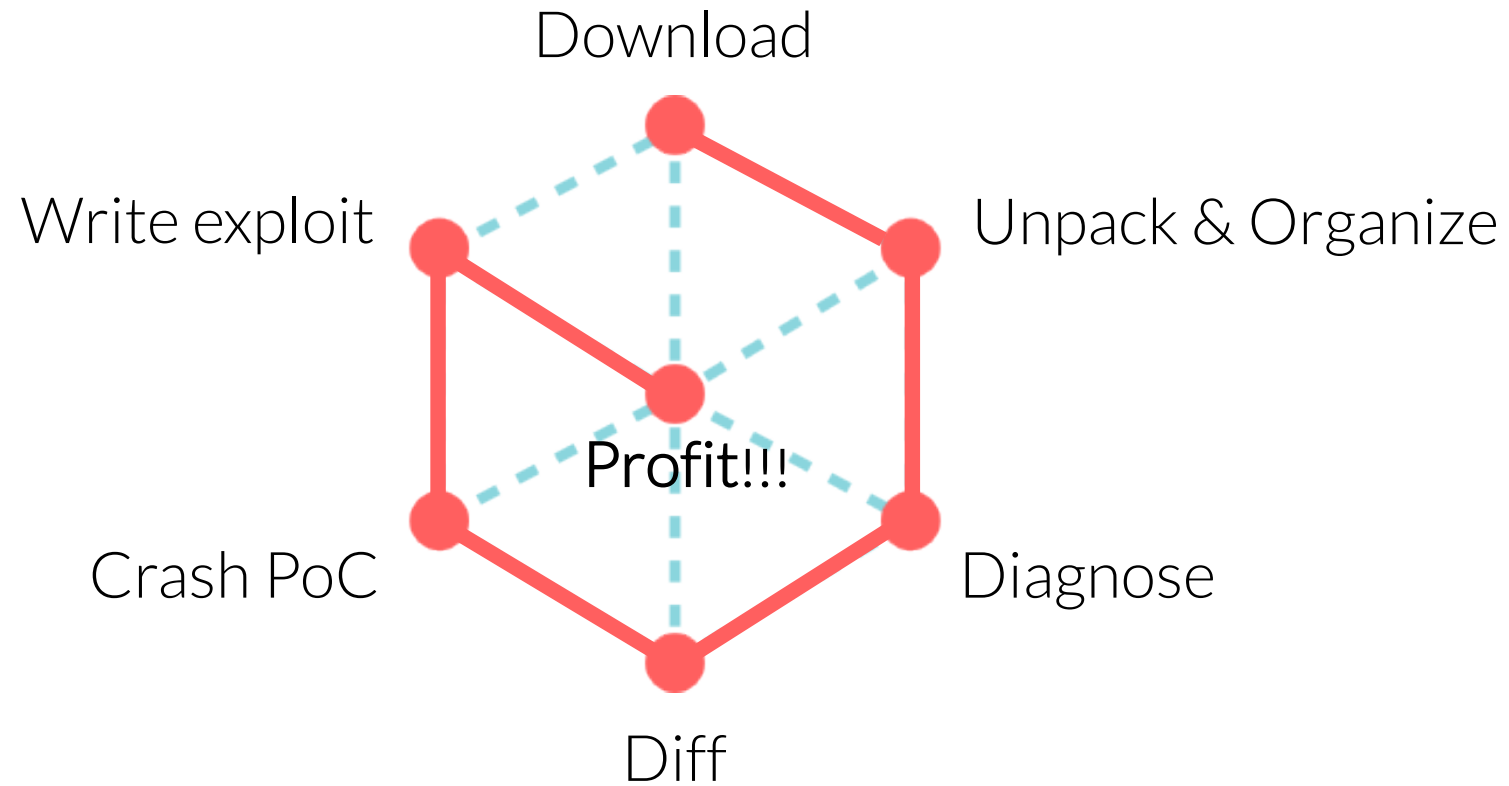 Download
Write exploit
Unpack & Organize
Profit!!!
Crash PoC
Diagnose
Diff